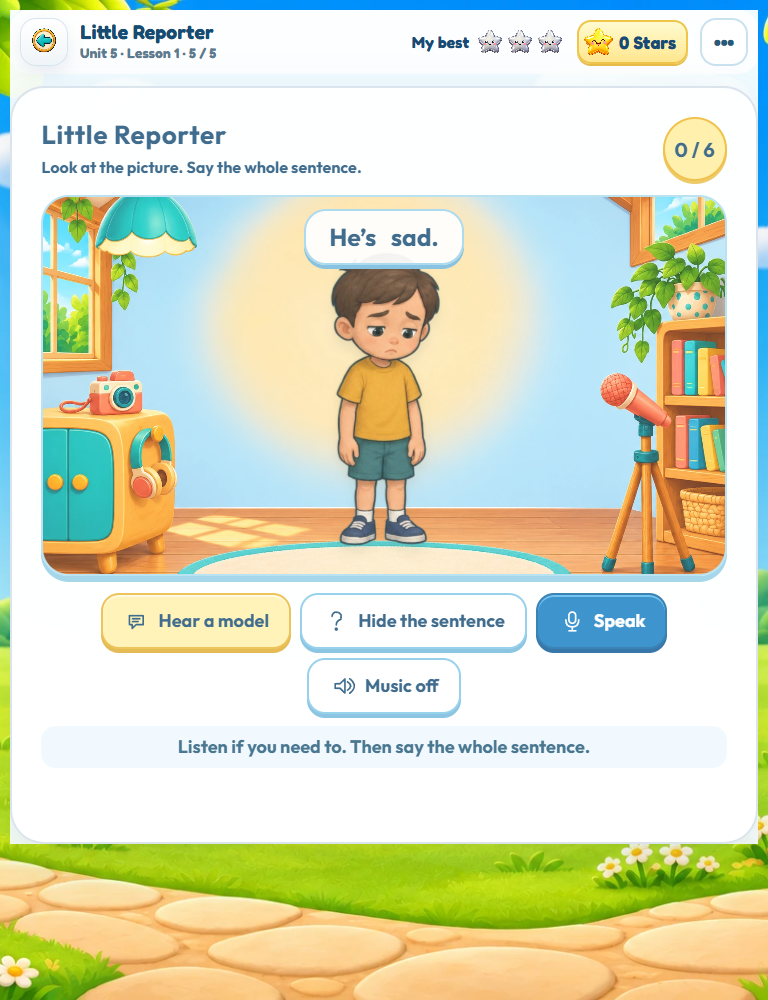 Little Reporter
Unit 5 · Lesson 1 · 5 / 5
My best
0 Stars
Little Reporter
0 / 6
Look at the picture. Say the whole sentence.
He’s sad.
Hear a model
? Hide the sentence
Speak
Music off
Listen if you need to. Then say the whole sentence.